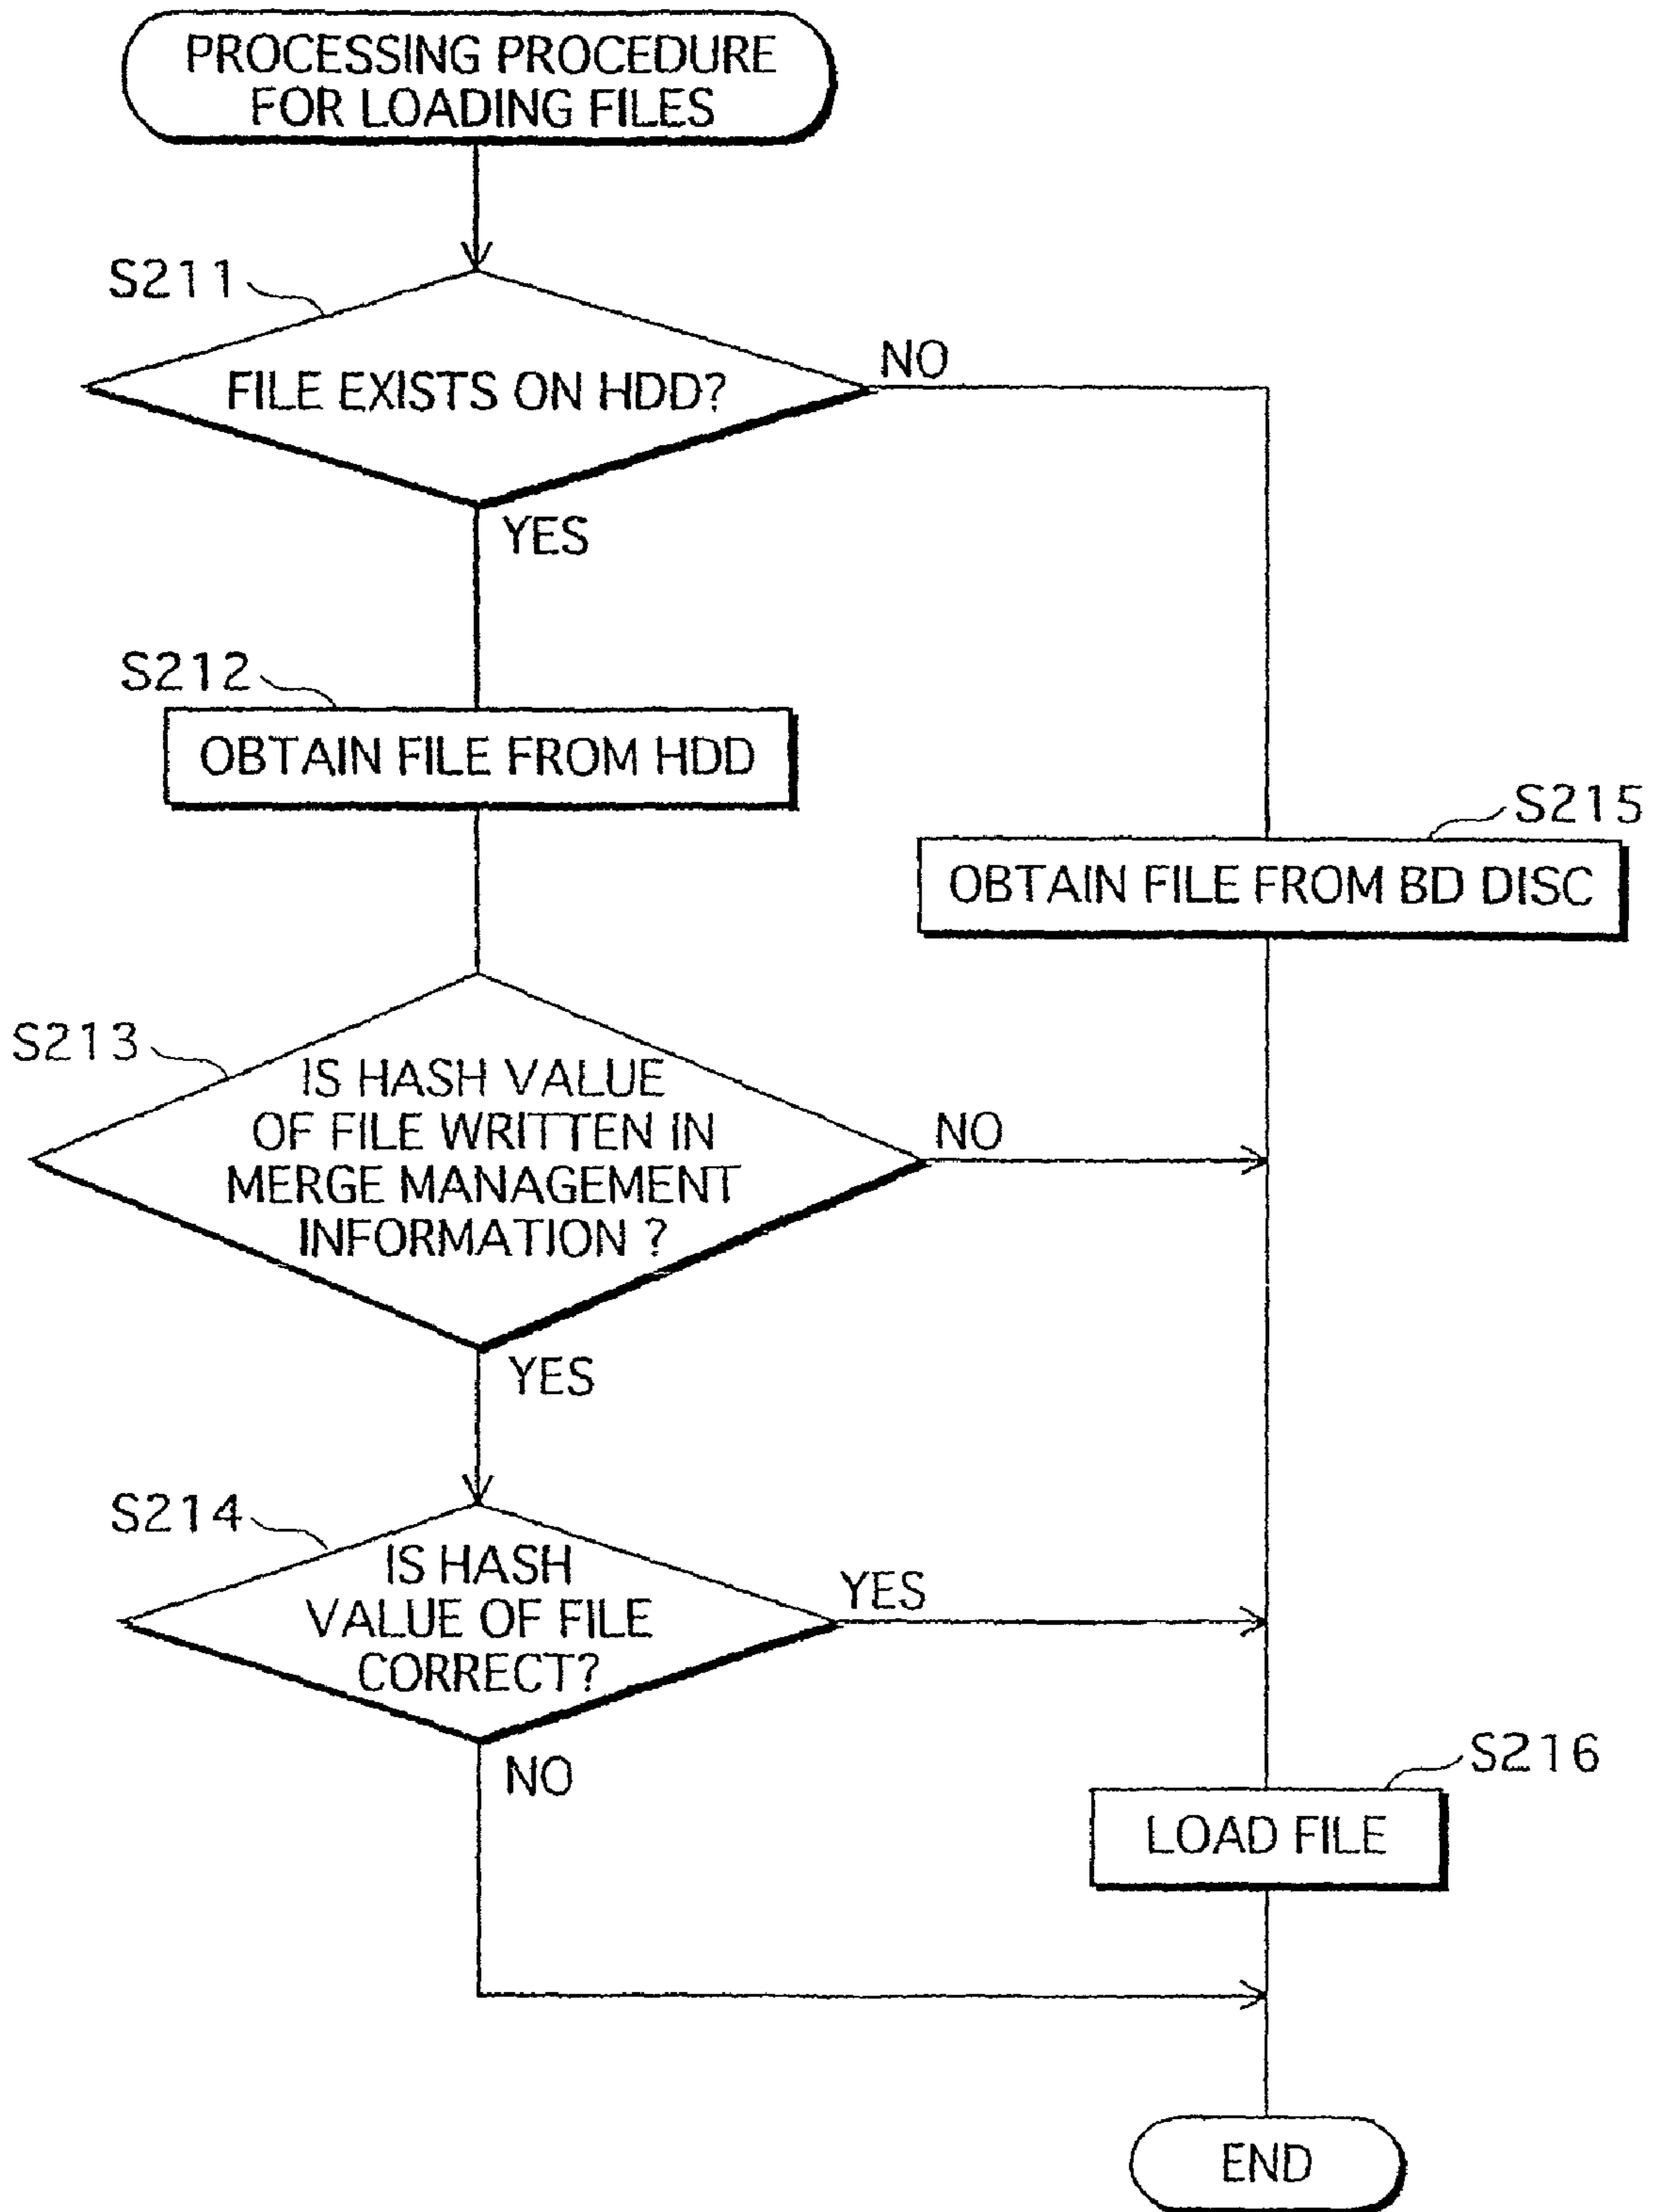 PROCESSING PROCEDURE
FOR LOADING FILES
S211
FILE EXISTS ON HDD?
NO
YES
S212
OBTAIN FILE FROM HDD
S215
OBTAIN FILE FROM BD DISC
S213
IS HASH VALUE
OF FILE WRITTEN IN
MERGE MANAGEMENT
INFORMATION ?
NO
YES
S214
IS HASH
VALUE OF FILE
CORRECT?
YES
NO
S216
LOAD FILE
END